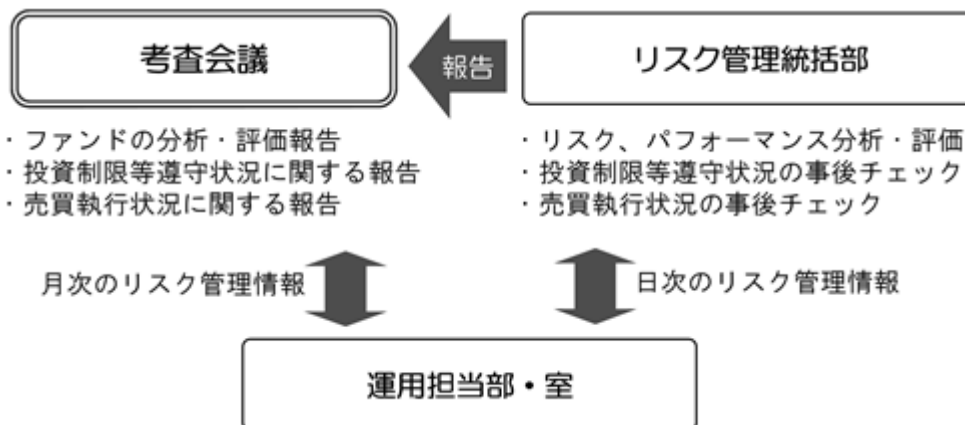 考査会議
報告
リスク管理統括部
・ファンドの分析・評価報告
・投資制限等遵守状況に関する報告
・売買執行状況に関する報告
・リスク、パフォーマンス分析・評価
・投資制限等遵守状況の事後チェック
・売買執行状況の事後チェック
月次のリスク管理情報
日次のリスク管理情報
運用担当部・室